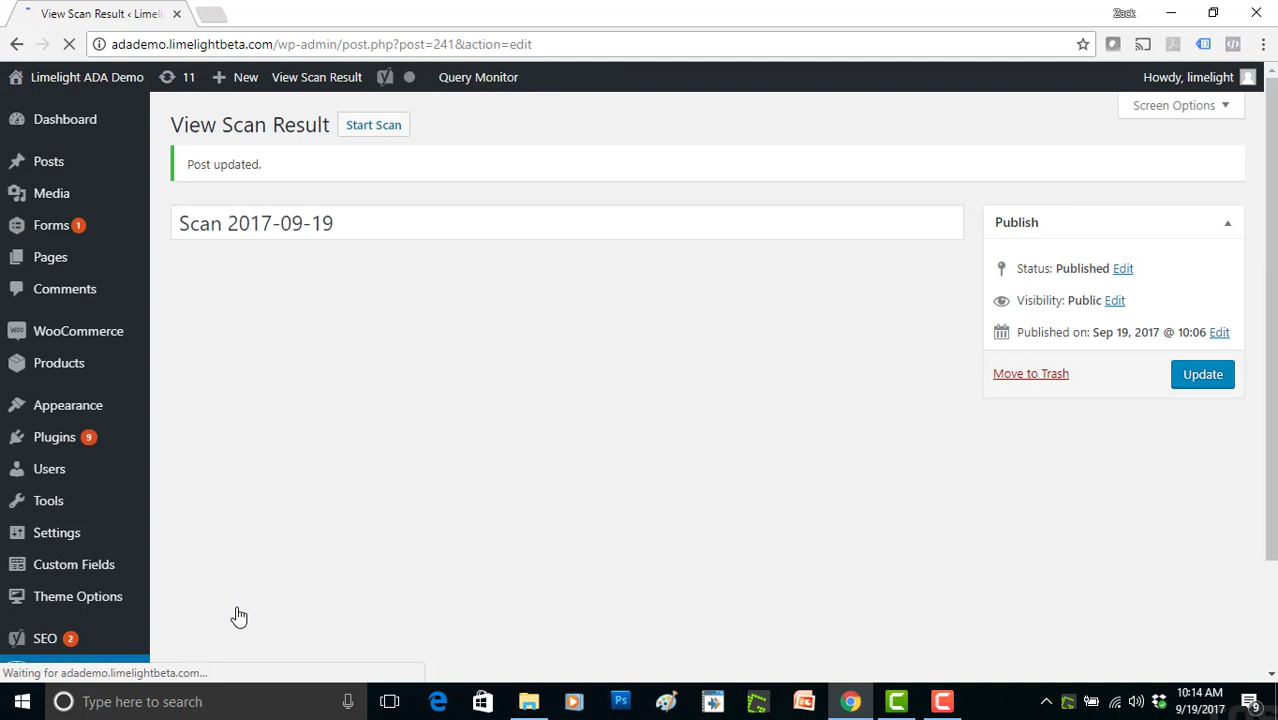 View Scan Result ‹ Limeli
Zack
adademo.limelightbeta.com/wp-admin/post.php?post=241&action=edit
Limelight ADA Demo 11 New View Scan Result Query Monitor Howdy, limelight
Screen Options
Dashboard
Posts
Media
Forms 1
Pages
Comments
WooCommerce
Products
Appearance
Plugins 9
Users
Tools
Settings
Custom Fields
Theme Options
SEO 2
View Scan Result Start Scan
Post updated.
Scan 2017-09-19
Publish
Status: Published Edit
Visibility: Public Edit
Published on: Sep 19, 2017 @ 10:06 Edit
Move to Trash Update
Waiting for adademo.limelightbeta.com...
Type here to search
10:14 AM
9/19/2017
9